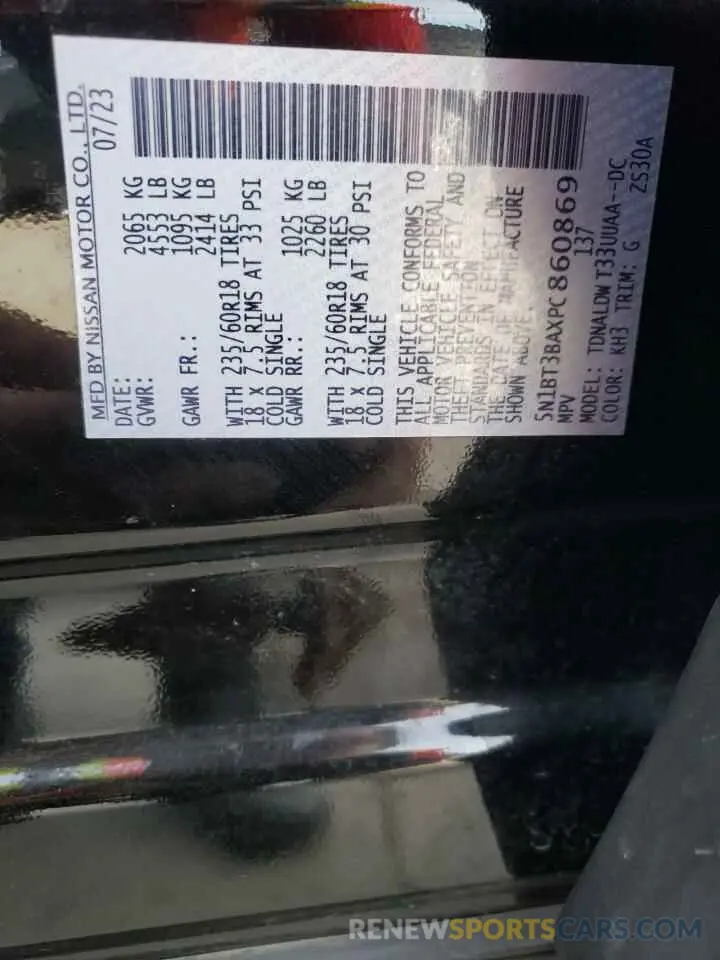 MFD BY NISSAN MOTOR CO., LTD.
DATE: 07/23
GVWR: 2065 KG
4553 LB
GAWR FR.: 1095 KG
2414 LB
WITH 235/60R18 TIRES
18 X 7.5 RIMS AT 33 PSI
COLD SINGLE
GAWR RR.: 1025 KG
2260 LB
WITH 235/60R18 TIRES
18 X 7.5 RIMS AT 30 PSI
COLD SINGLE
THIS VEHICLE CONFORMS TO
ALL APPLICABLE FEDERAL
MOTOR VEHICLE SAFETY AND
THEFT PREVENTION
STANDARDS IN EFFECT ON
THE DATE OF MANUFACTURE
SHOWN ABOVE.
5N1BT3BAXPC860869
MPV 137
MODEL: TDNALDW T33UUAA--DC
COLOR: KH3 TRIM: G ZS30A
RENEWSPORTSCARS.COM